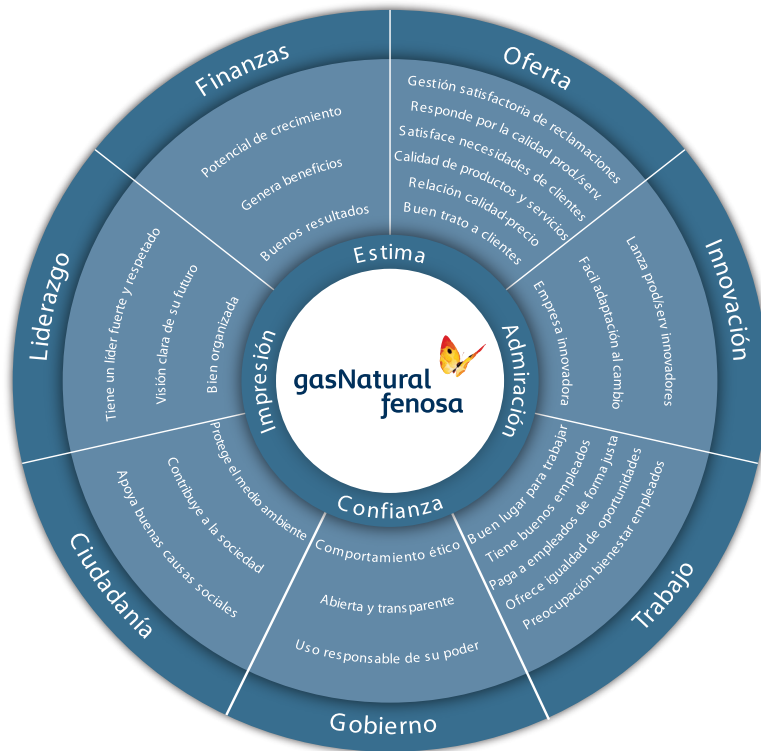 Oferta
Gestión satisfactoria de reclamaciones
Responde por la calidad prod/serv.
Satisface necesidades de clientes
Calidad de productos y servicios
Relación calidad-precio
Buen trato a clientes
Innovación
Lanza prod/serv innovadores
Facil adaptación al cambio
Empresa innovadora
Trabajo
Buen lugar para trabajar
Tiene buenos empleados
Paga a empleados de forma justa
Ofrece igualdad de oportunidades
Preocupación bienestar empleados
Gobierno
Comportamiento ético
Abierta y transparente
Uso responsable de su poder
Ciudadanía
Protege el medio ambiente
Contribuye a la sociedad
Apoya buenas causas sociales
Liderazgo
Tiene un líder fuerte y respetado
Visión clara de su futuro
Bien organizada
Finanzas
Potencial de crecimiento
Genera beneficios
Buenos resultados
Estima
Admiración
Confianza
Impresión
gasNatural
fenosa